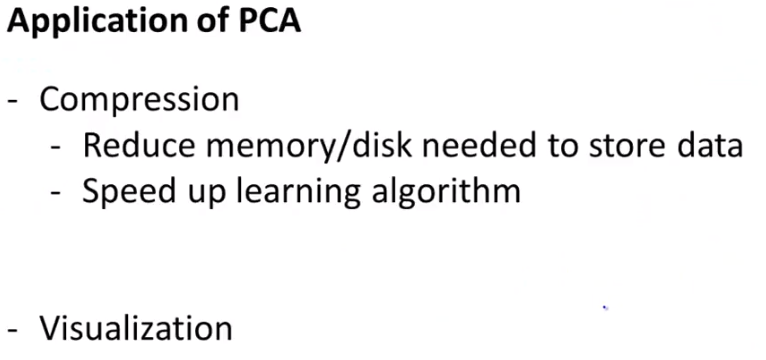 Application of PCA
- Compression
- Reduce memory/disk needed to store data
- Speed up learning algorithm
- Visualization